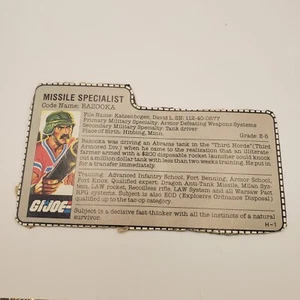 MISSILE SPECIALIST
Code Name: BAZOOKA
File Name: Katzenbogen, David L. SN: 112-40-0877
Primary Military Specialty: Armor Defeating Weapons Systems
Secondary Military Specialty: Tank driver
Place of Birth: Hibbing, Minn. Grade: E-5
Bazooka was driving an Abrams tank in the "Third Herds" (Third
Armored Div.) when he came to the realization that an illiterate
farmer armed with a $200 disposable rocket launcher could knock
out a million dollar tank with less than two weeks training. He put in
for a transfer immediately.
Training: Advanced Infantry School, Fort Benning, Armor School,
Fort Knox. Qualified expert: Dragon Anti-Tank Missile, Milan Sys-
tem, LAW rocket, Recoilless rifle, LAW System and all Warsaw Pact
RPG systems. Subject is also EOD (Explosive Ordnance Disposal)
qualified up to the tac-op category.
Subject is a decisive fast-thinker with all the instincts of a natural
survivor.
GI JOE
H-1